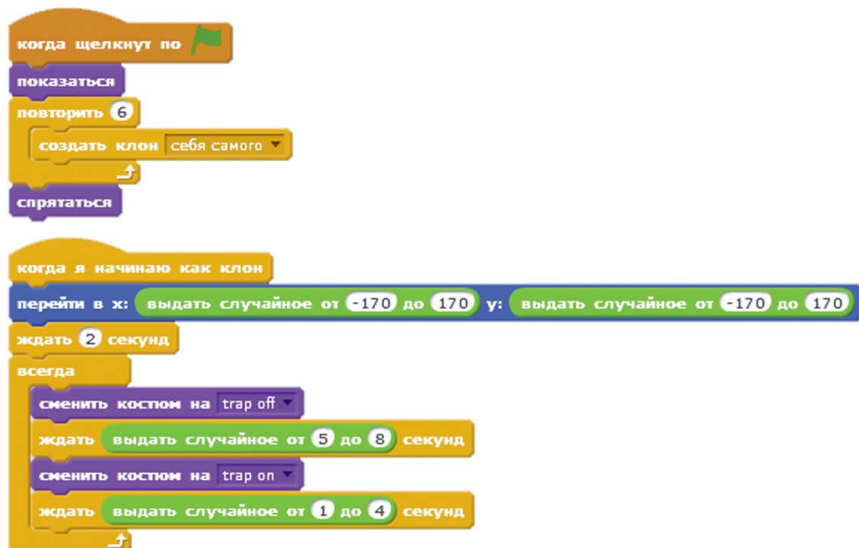 когда щелкнут по
показаться
повторить 6
создать клон себя самого
спрятаться
когда я начинаю как клон
перейти в x: выдать случайное от -170 до 170 y: выдать случайное от -170 до 170
ждать 2 секунд
всегда
сменить костюм на trap off
ждать выдать случайное от 5 до 8 секунд
сменить костюм на trap on
ждать выдать случайное от 1 до 4 секунд